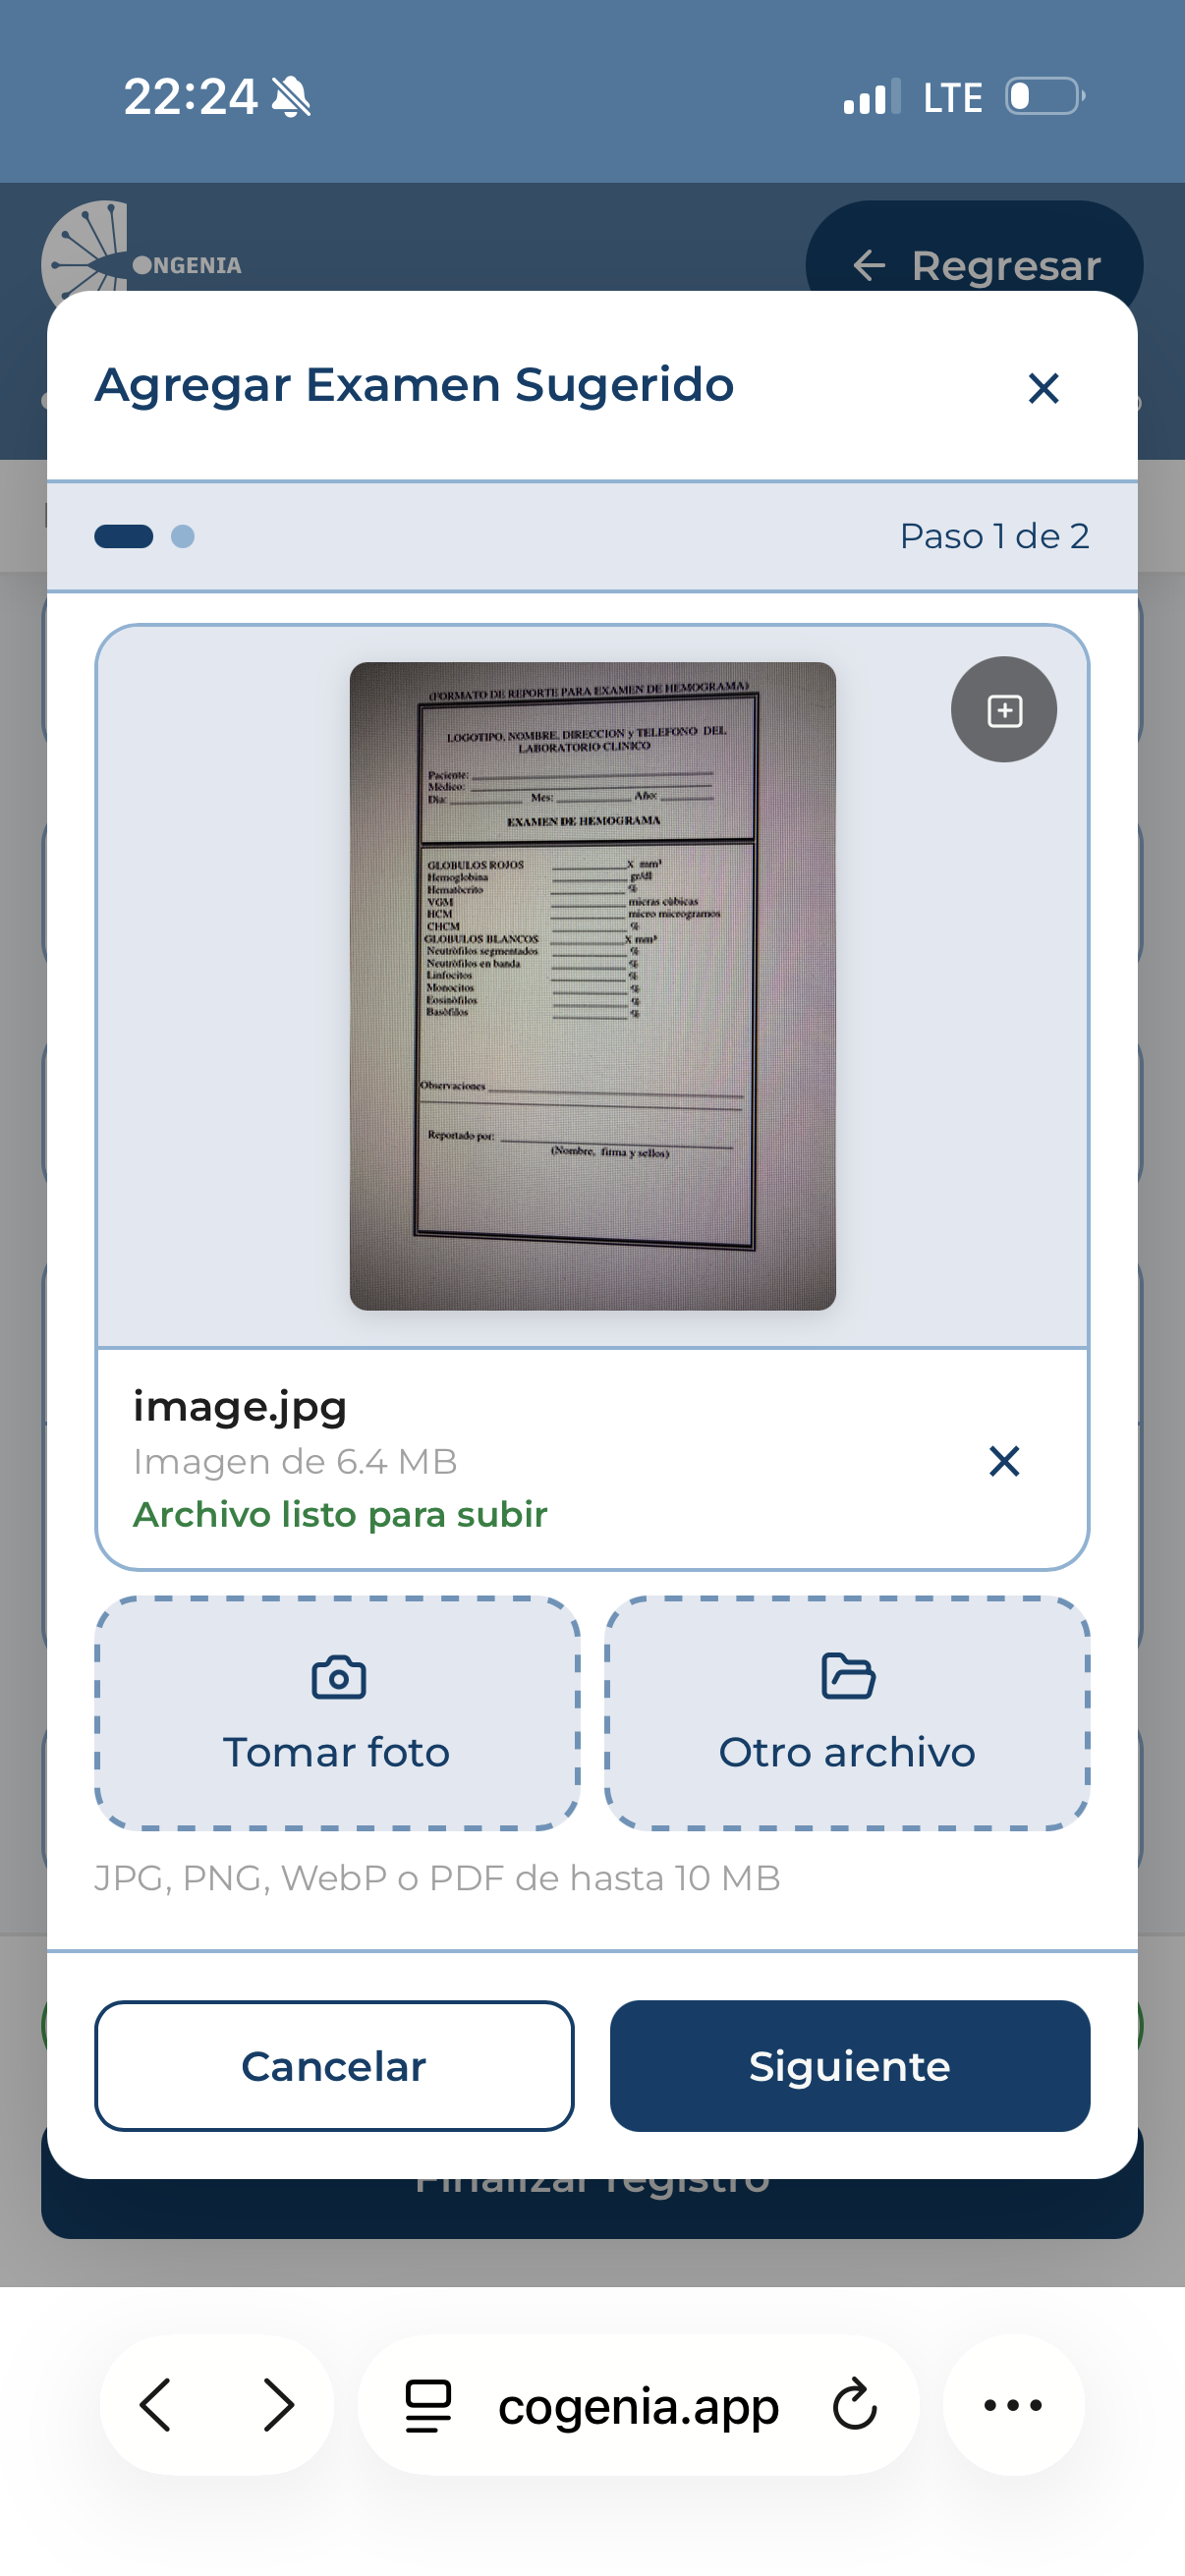 22:24
LTE
NGENIA
← Regresar
Agregar Examen Sugerido
Paso 1 de 2
(FORMATO DE REPORTE PARA EXAMEN DE HEMOGRAMA)
LOGOTIPO, NOMBRE, DIRECCION y TELEFONO DEL
LABORATORIO CLINICO
Paciente:
Médico:
Dia: Mes: Año:
EXAMEN DE HEMOGRAMA
GLOBULOS ROJOS X mm³
Hemoglobina gr/dl
Hematócrito %
VGM micras cúbicas
HCM micro microgramos
CHCM %
GLOBULOS BLANCOS X mm³
Neutrófilos segmentados %
Neutrófilos en banda %
Linfocitos %
Monocitos %
Eosinófilos %
Basófilos %
Observaciones
Reportado por:
(Nombre, firma y sellos)
image.jpg
Imagen de 6.4 MB
Archivo listo para subir
Tomar foto
Otro archivo
JPG, PNG, WebP o PDF de hasta 10 MB
Cancelar
Siguiente
Finalizar registro
cogenia.app